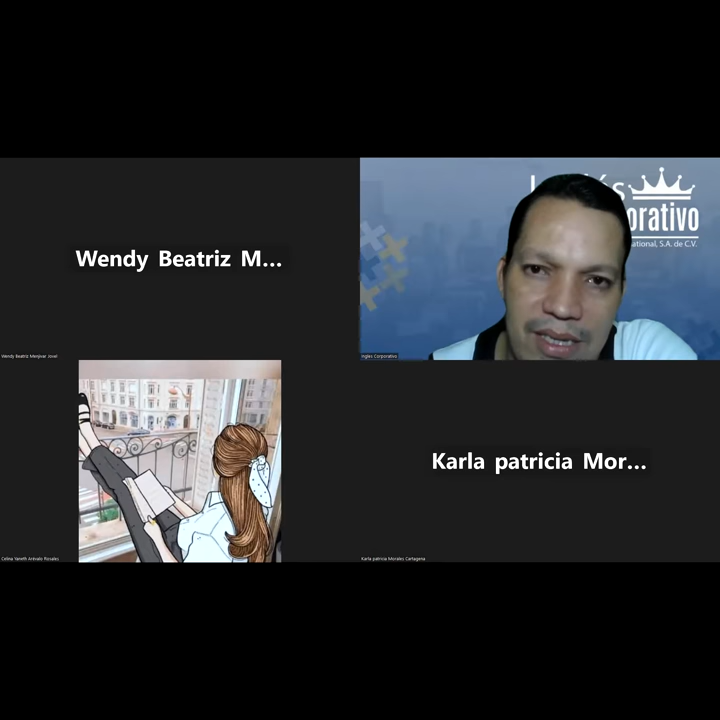 Wendy Beatriz M...
Wendy Beatriz Menjivar Jovel
orativo
ational, S.A. de C.V.
Ingles Corporativo
Celina Yaneth Arévalo Rosales
Karla patricia Mor...
Karla patricia Morales Cartagena